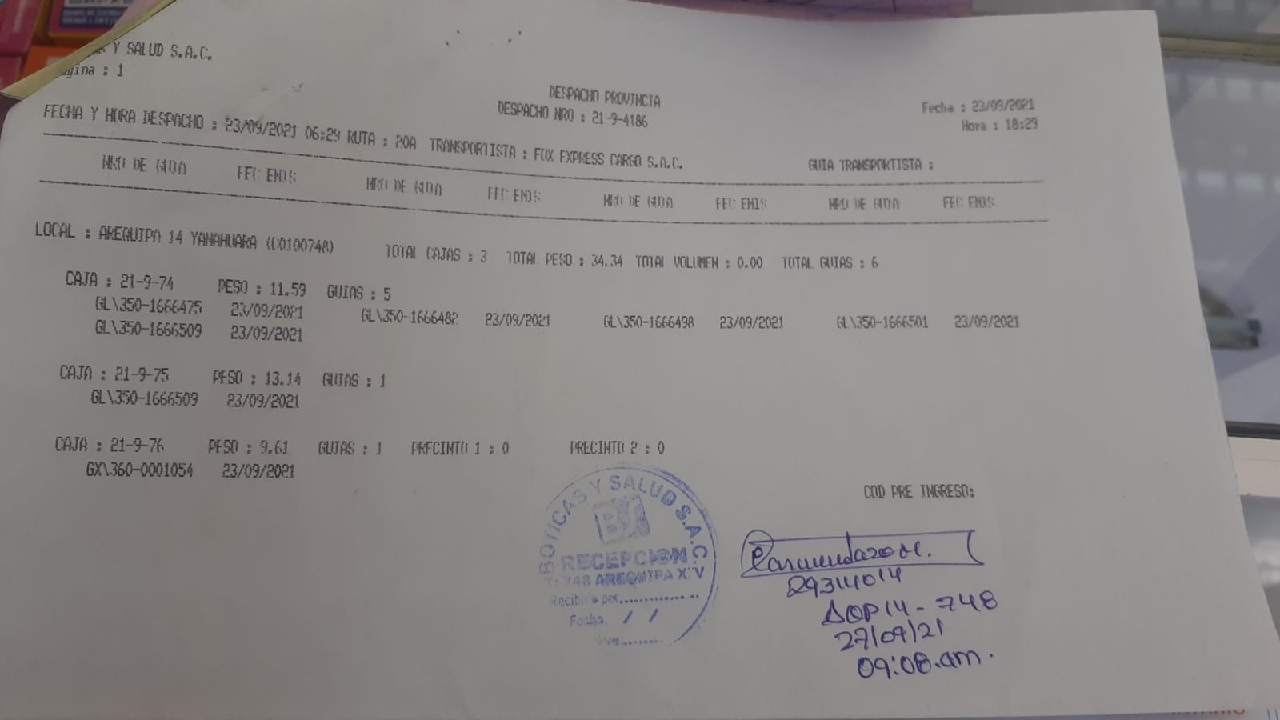 AS Y SALUD S.A.C.
gina : 1
DESPACHO PROVINCIA
DESPACHO NRO : 21-9-4186
Fecha : 23/09/2021
Hora : 18:29
FECHA Y HORA DESPACHO : 23/09/2021 06:29 RUTA : 20A TRANSPORTISTA : FOX EXPRESS CARGO S.A.C. GUIA TRANSPORTISTA :
NRO DE GUIA FEC EMIS NRO DE GUIA FEC EMIS NRO DE GUIA FEC EMIS NRO DE GUIA FEC EMIS
LOCAL : AREQUIPA 14 YANAHUARA (C0100748) TOTAL CAJAS : 3 TOTAL PESO : 34.34 TOTAL VOLUMEN : 0.00 TOTAL GUIAS : 6
CAJA : 21-9-74 PESO : 11.59 GUIAS : 5
GL\350-1666475 23/09/2021 GL\350-1666482 23/09/2021 GL\350-1666498 23/09/2021 GL\350-1666501 23/09/2021
GL\350-1666509 23/09/2021
CAJA : 21-9-75 PESO : 13.14 GUIAS : 1
GL\350-1666509 23/09/2021
CAJA : 21-9-76 PESO : 9.61 GUIAS : 1 PRECINTO 1 : 0 PRECINTO 2 : 0
GX\360-0001054 23/09/2021
COD PRE INGRESO:
BOTICAS Y SALUD S.A.C.
RECEPCION
748 AREQUIPA XIV
Recibido por
Fecha: / /
29311014
AQP14-748
27/09/21
09:08.am.